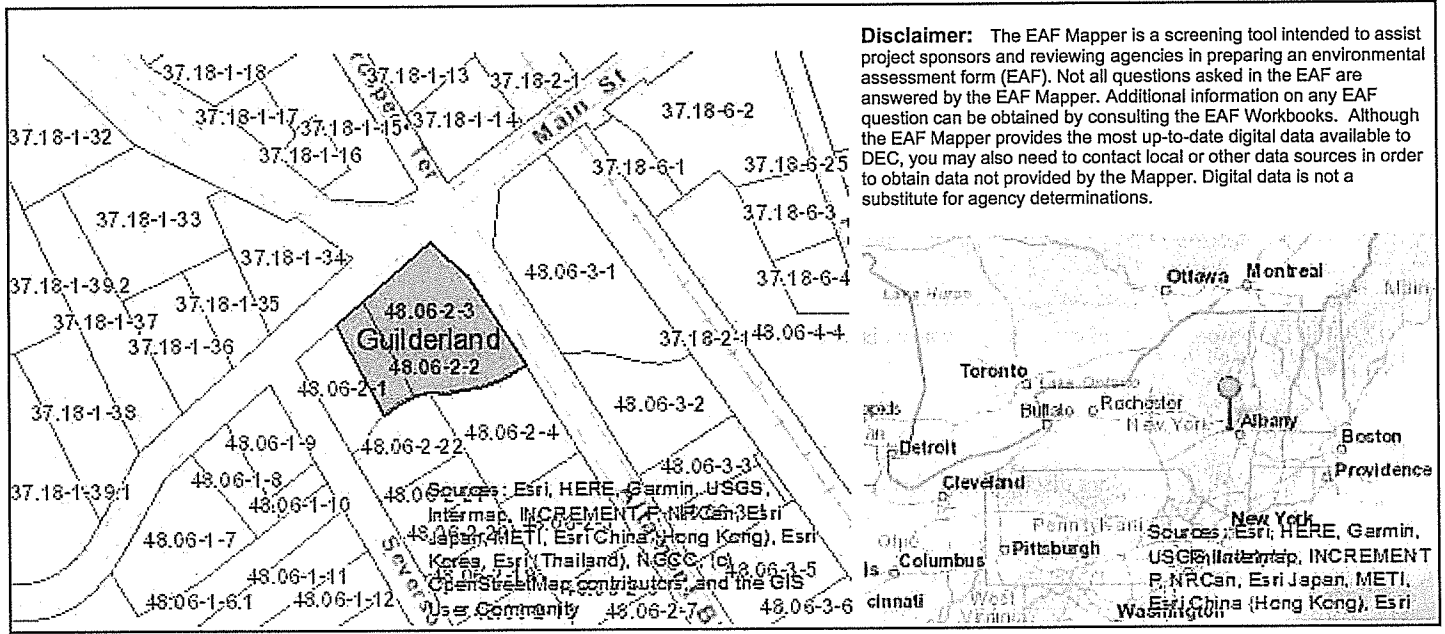 Disclaimer: The EAF Mapper is a screening tool intended to assist
project sponsors and reviewing agencies in preparing an environmental
assessment form (EAF). Not all questions asked in the EAF are
answered by the EAF Mapper. Additional information on any EAF
question can be obtained by consulting the EAF Workbooks. Although
the EAF Mapper provides the most up-to-date digital data available to
DEC, you may also need to contact local or other data sources in order
to obtain data not provided by the Mapper. Digital data is not a
substitute for agency determinations.
37.18-1-18
37.18-1-13
37.18-2-1
Main St
37.18-6-2
37.18-1-17
37.18-1-15
37.18-1-14
37.18-1-32
37.18-1-16
37.18-6-1
37.18-6-25
37.18-1-33
37.18-6-3
37.18-1-34
48.06-3-1
37.18-6-4
37.18-1-39.2
37.18-1-35
48.06-2-3
37.18-1-37
Guilderland
37.18-2-1
48.06-4-4
37.18-1-36
48.06-2-2
48.06-2-1
37.18-1-38
48.06-3-2
48.06-1-9
48.06-2-22
48.06-2-4
48.06-1-8
48.06-3-3
37.18-1-39.1
48.06-1-10
48.06-1-7
48.06-1-11
48.06-3-5
48.06-1-6.1
48.06-1-12
48.06-2-7
48.06-3-6
Sources: Esri, HERE, Garmin, USGS,
Intermap, INCREMENT P, NRCan, Esri
Japan, METI, Esri China (Hong Kong), Esri
Korea, Esri (Thailand), NGCC, (c)
OpenStreetMap contributors, and the GIS
User Community
Ottawa
Montreal
Main
Lake Huron
Toronto
Lake Ontario
Buffalo
Rochester
New York
Albany
Boston
Detroit
Providence
Cleveland
Pennsylvani
New York
Ohio
Pittsburgh
Columbus
West
Virginia
cinnati
Washington
Sources: Esri, HERE, Garmin,
USGS, Intermap, INCREMENT
P, NRCan, Esri Japan, METI,
Esri China (Hong Kong), Esri